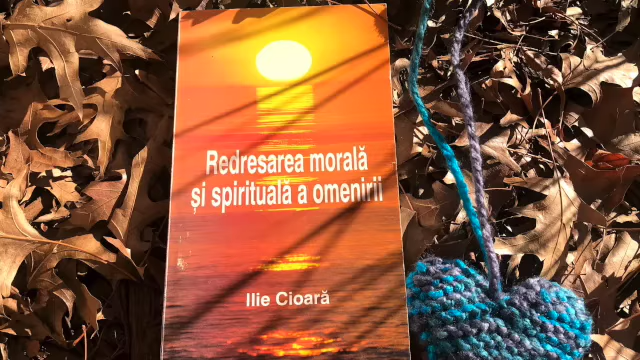 Redresarea morală
și spirituală a omenirii
Ilie Cioară